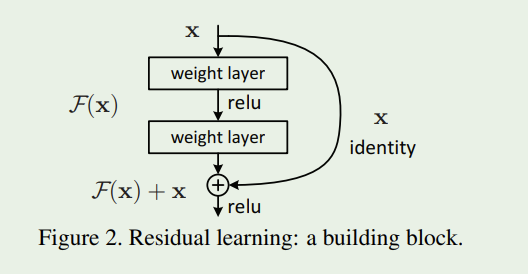 x
weight layer
relu
F(x)
weight layer
x
identity
F(x) + x
+
relu
Figure 2. Residual learning: a building block.